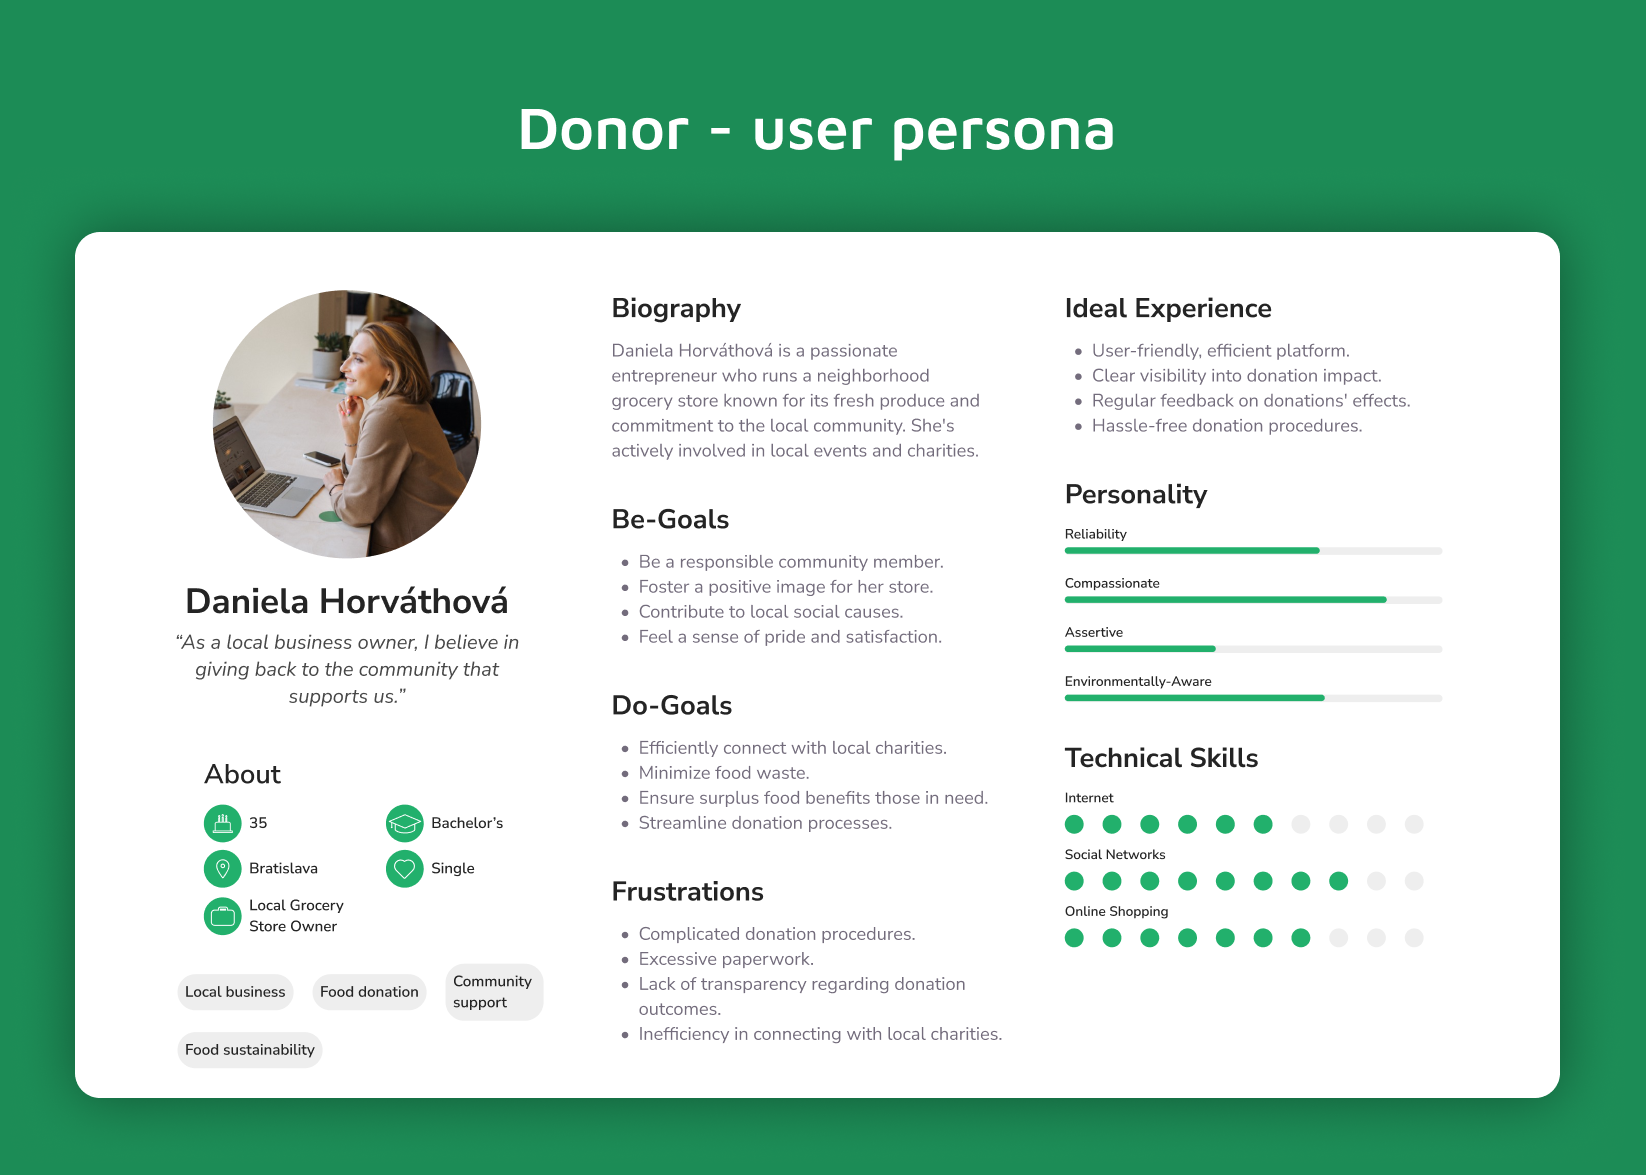 Donor - user persona
Daniela Horváthová
“As a local business owner, I believe in
giving back to the community that
supports us.”
About
35
Bachelor’s
Bratislava
Single
Local Grocery
Store Owner
Local business
Food donation
Community
support
Food sustainability
Biography
Daniela Horváthová is a passionate
entrepreneur who runs a neighborhood
grocery store known for its fresh produce and
commitment to the local community. She's
actively involved in local events and charities.
Be-Goals
• Be a responsible community member.
• Foster a positive image for her store.
• Contribute to local social causes.
• Feel a sense of pride and satisfaction.
Do-Goals
• Efficiently connect with local charities.
• Minimize food waste.
• Ensure surplus food benefits those in need.
• Streamline donation processes.
Frustrations
• Complicated donation procedures.
• Excessive paperwork.
• Lack of transparency regarding donation
outcomes.
• Inefficiency in connecting with local charities.
Ideal Experience
• User-friendly, efficient platform.
• Clear visibility into donation impact.
• Regular feedback on donations' effects.
• Hassle-free donation procedures.
Personality
Reliability
Compassionate
Assertive
Environmentally-Aware
Technical Skills
Internet
Social Networks
Online Shopping